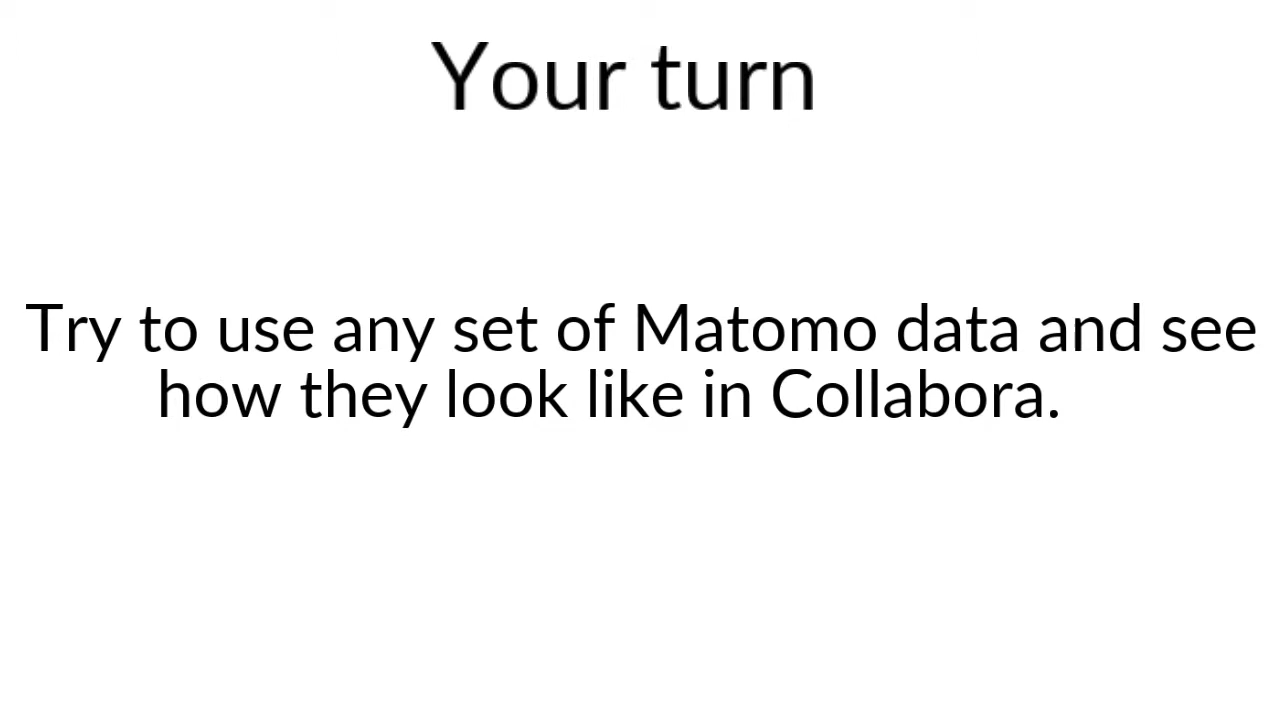 Your turn
Try to use any set of Matomo data and see
how they look like in Collabora.